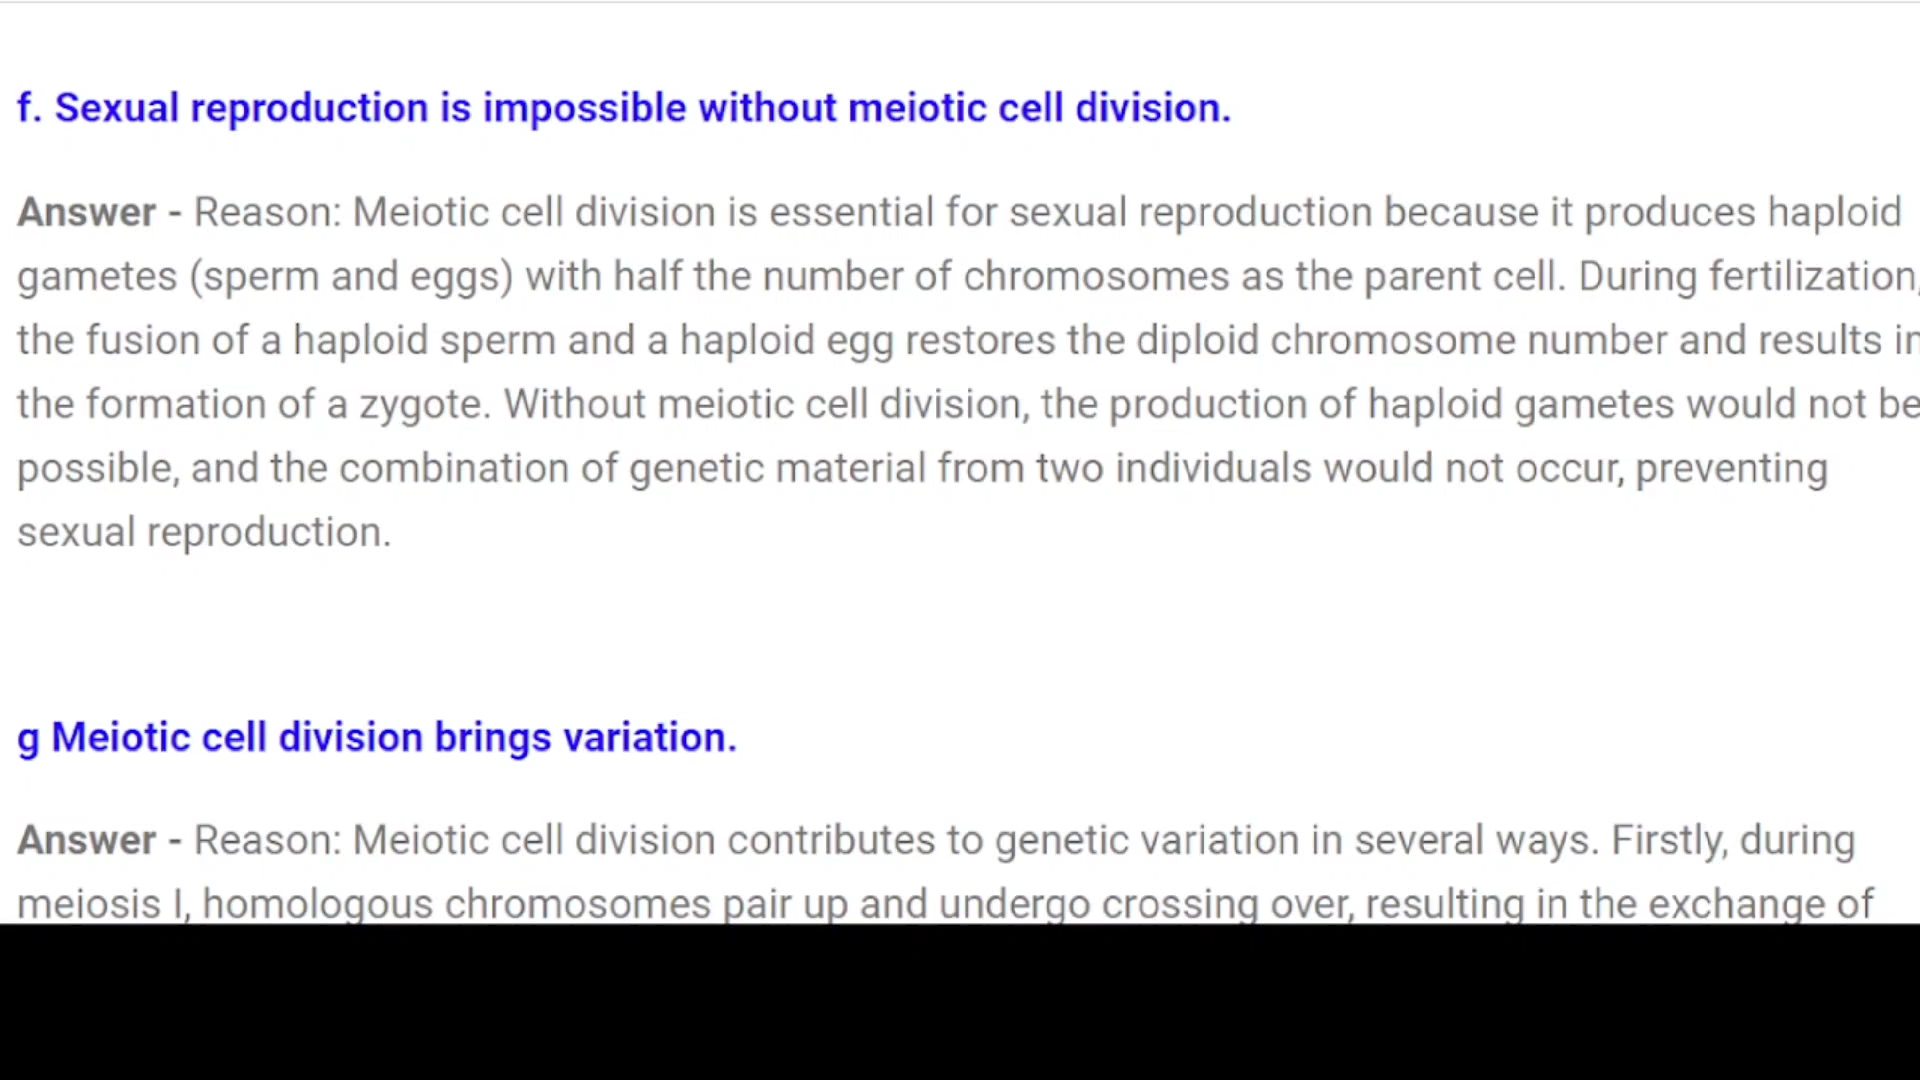 f. Sexual reproduction is impossible without meiotic cell division.
Answer - Reason: Meiotic cell division is essential for sexual reproduction because it produces haploid
gametes (sperm and eggs) with half the number of chromosomes as the parent cell. During fertilization,
the fusion of a haploid sperm and a haploid egg restores the diploid chromosome number and results in
the formation of a zygote. Without meiotic cell division, the production of haploid gametes would not be
possible, and the combination of genetic material from two individuals would not occur, preventing
sexual reproduction.
g Meiotic cell division brings variation.
Answer - Reason: Meiotic cell division contributes to genetic variation in several ways. Firstly, during
meiosis I, homologous chromosomes pair up and undergo crossing over, resulting in the exchange of